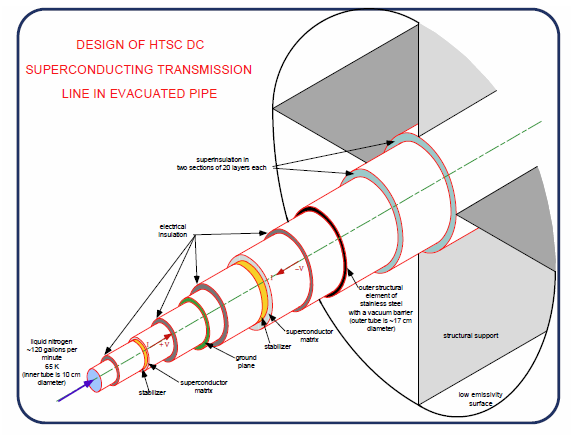 DESIGN OF HTSC DC
SUPERCONDUCTING TRANSMISSION
LINE IN EVACUATED PIPE
superinsulation in
two sections of 20 layers each
electrical
insulation
I
−V
outer structural
element of
stainless steel
with a vacuum barrier
(outer tube is ~17 cm
diameter)
superconductor
matrix
stabilizer
structural support
liquid nitrogen
~120 gallons per
minute
65 K
(inner tube is 10 cm
diameter)
I
+V
ground
plane
superconductor
matrix
stabilizer
low emissivity
surface